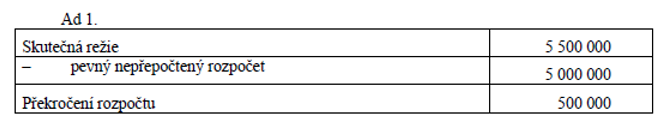 Ad 1.
Skutečná režie 5 500 000
– pevný nepřepočtený rozpočet 5 000 000
Překročení rozpočtu 500 000